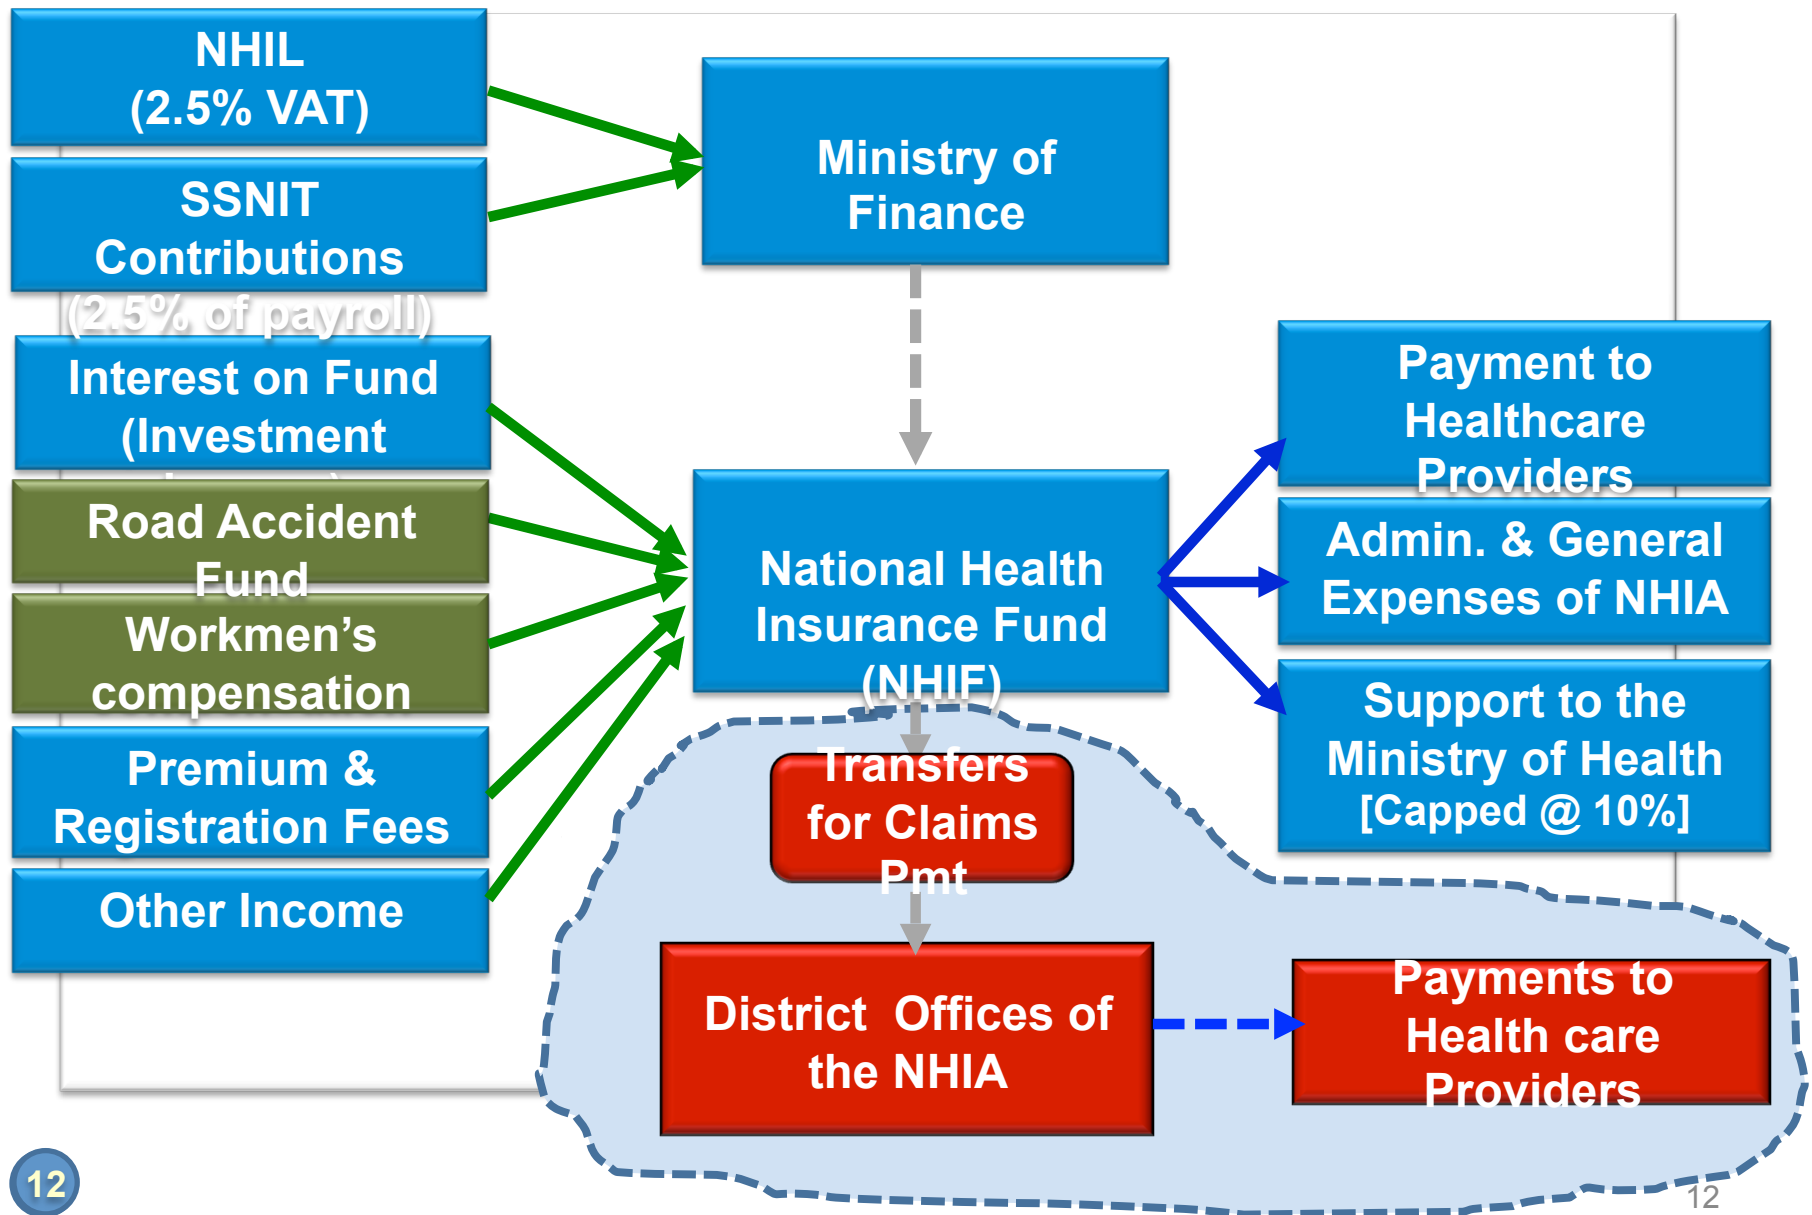 NHIL
(2.5% VAT)
SSNIT
Contributions
(2.5% of payroll)
Interest on Fund
(Investment
Road Accident
Fund
Workmen’s
compensation
Premium &
Registration Fees
Other Income
Ministry of
Finance
National Health
Insurance Fund
(NHIF)
Transfers
for Claims
Pmt
District  Offices of
the NHIA
Payment to
Healthcare
Providers
Admin. & General
Expenses of NHIA
Support to the
Ministry of Health
[Capped @ 10%]
Payments to
Health care
Providers
12
12